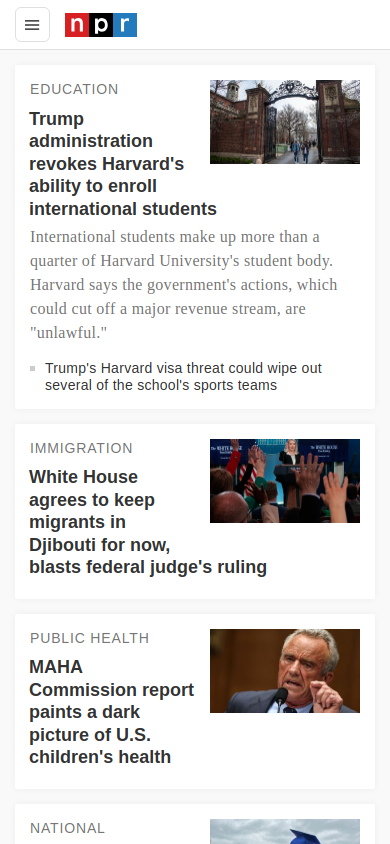 npr
EDUCATION
Trump
administration
revokes Harvard's
ability to enroll
international students
International students make up more than a
quarter of Harvard University's student body.
Harvard says the government's actions, which
could cut off a major revenue stream, are
"unlawful."
Trump's Harvard visa threat could wipe out
several of the school's sports teams
IMMIGRATION
White House
agrees to keep
migrants in
Djibouti for now,
blasts federal judge's ruling
PUBLIC HEALTH
MAHA
Commission report
paints a dark
picture of U.S.
children's health
NATIONAL